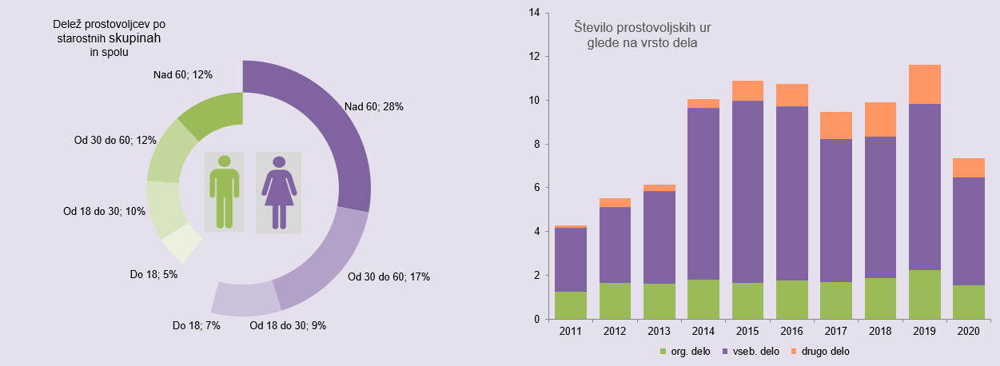 Delež prostovoljcev po
starostnih skupinah
in spolu
Nad 60; 12%
Nad 60; 28%
Od 30 do 60; 12%
Od 18 do 30; 10%
Do 18; 5%
Od 30 do 60; 17%
Do 18; 7%
Od 18 do 30; 9%
Število prostovoljskih ur
glede na vrsto dela
14
12
10
8
6
4
2
0
2011 2012 2013 2014 2015 2016 2017 2018 2019 2020
org. delo vseb. delo drugo delo